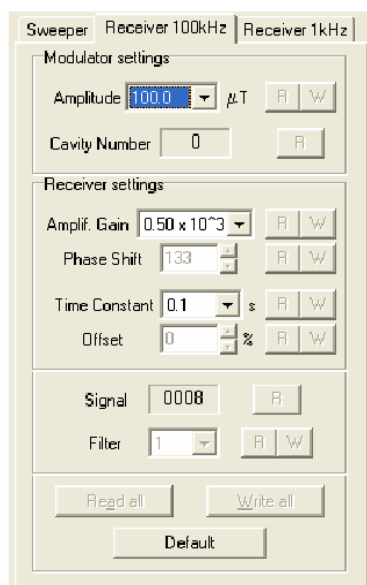 Sweeper Receiver 100kHz Receiver 1kHz
Modulator settings
Amplitude 100.0 μT R W
Cavity Number 0 R
Receiver settings
Amplif. Gain 0.50 x 10^3 R W
Phase Shift 133 R W
Time Constant 0.1 s R W
Offset 0 % R W
Signal 0008 R
Filter 1 R W
Read all Write all
Default